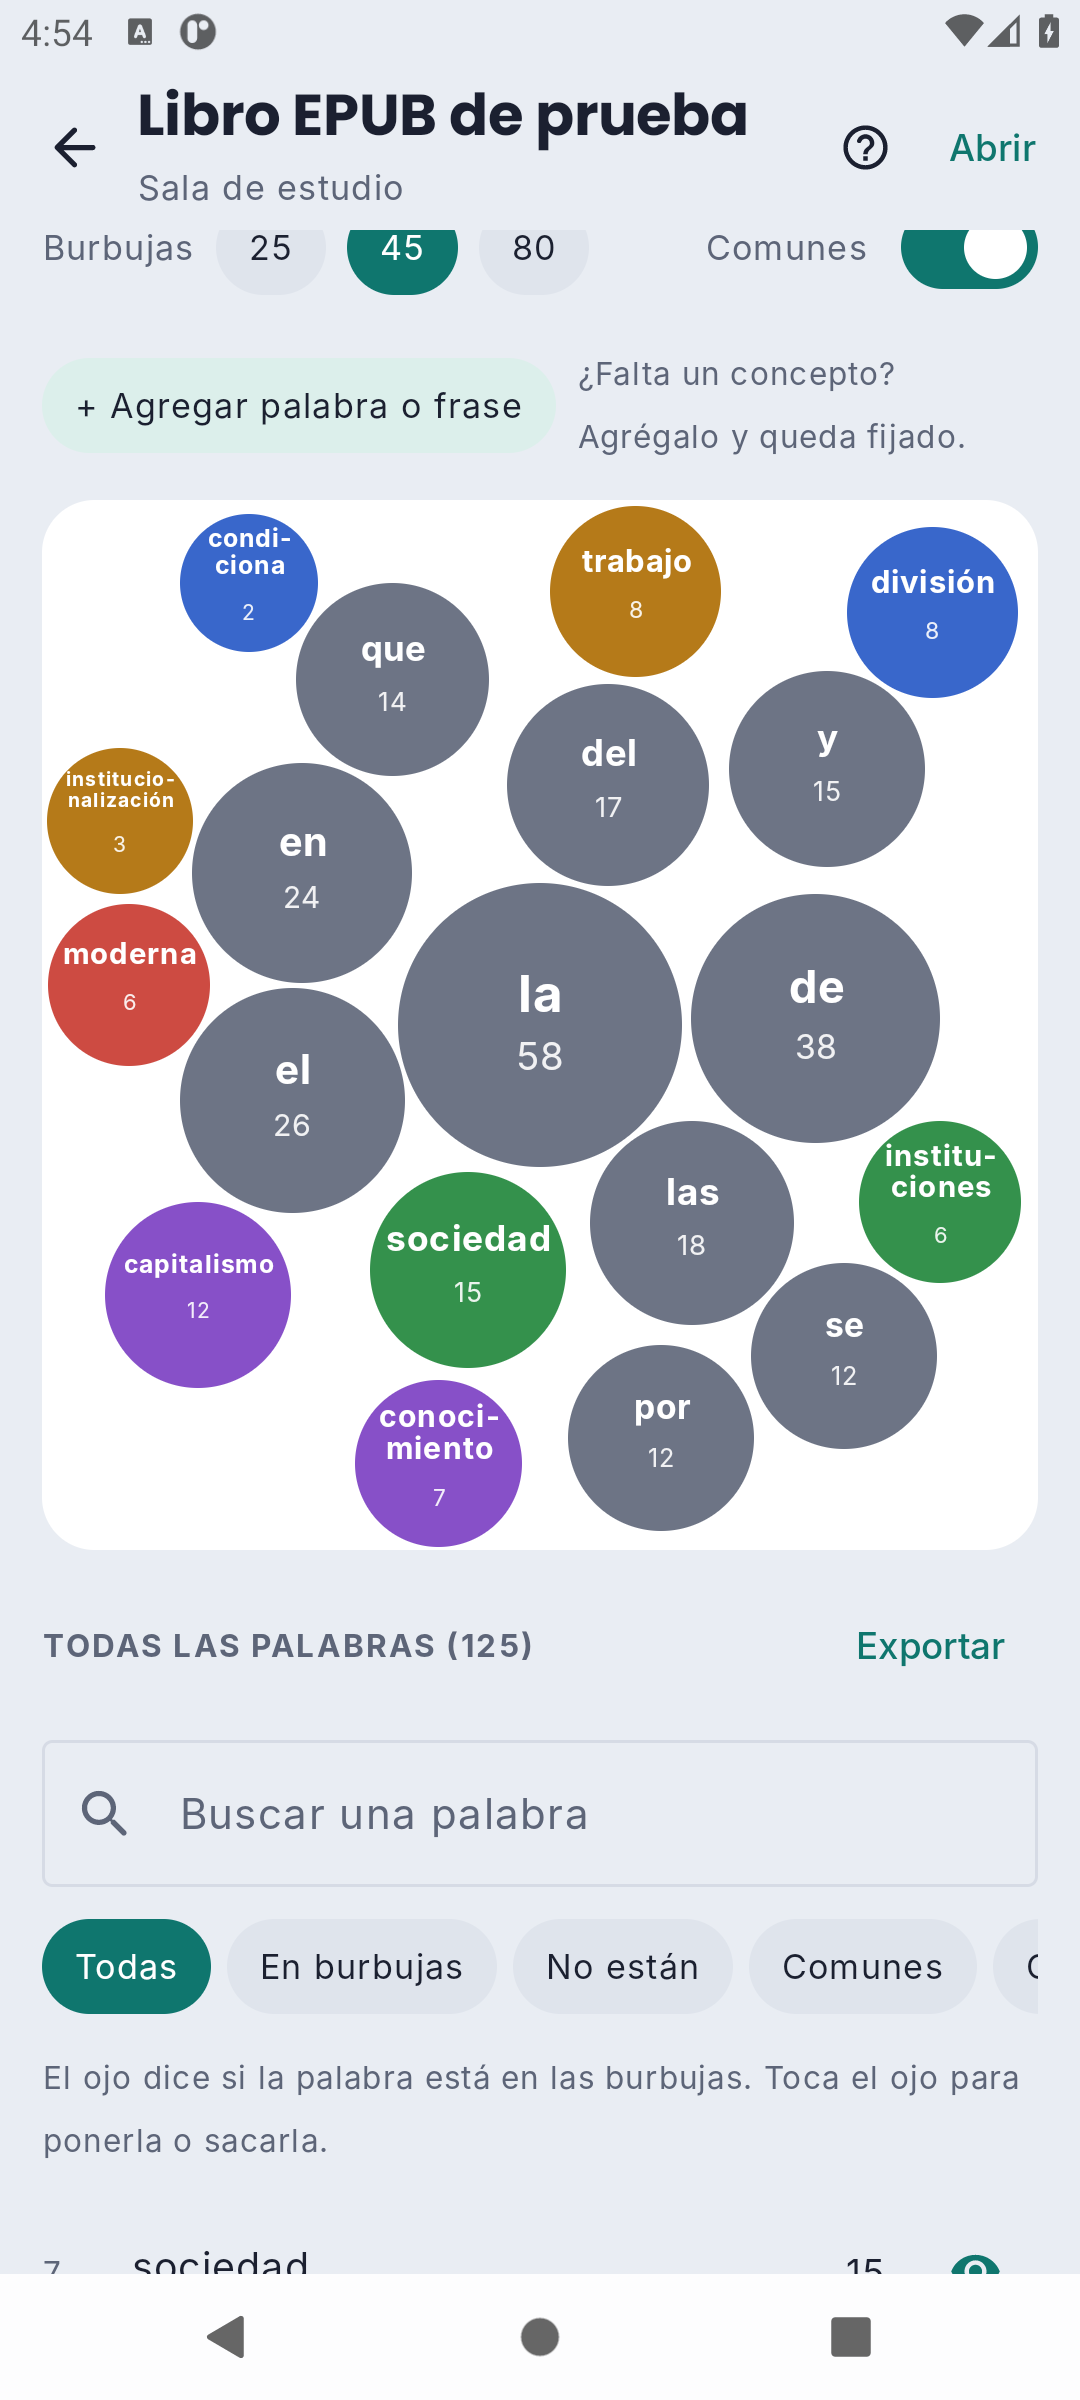 4:54
Libro EPUB de prueba
Sala de estudio
Abrir
Burbujas 25 45 80 Comunes
+ Agregar palabra o frase
¿Falta un concepto?
Agrégalo y queda fijado.
condi-
ciona
2
trabajo
8
división
8
que
14
del
17
y
15
institucio-
nalización
3
en
24
moderna
6
la
58
de
38
el
26
institu-
ciones
6
las
18
sociedad
15
capitalismo
12
se
12
por
12
conoci-
miento
7
TODAS LAS PALABRAS (125)
Exportar
Buscar una palabra
Todas En burbujas No están Comunes
El ojo dice si la palabra está en las burbujas. Toca el ojo para
ponerla o sacarla.
7 sociedad 15